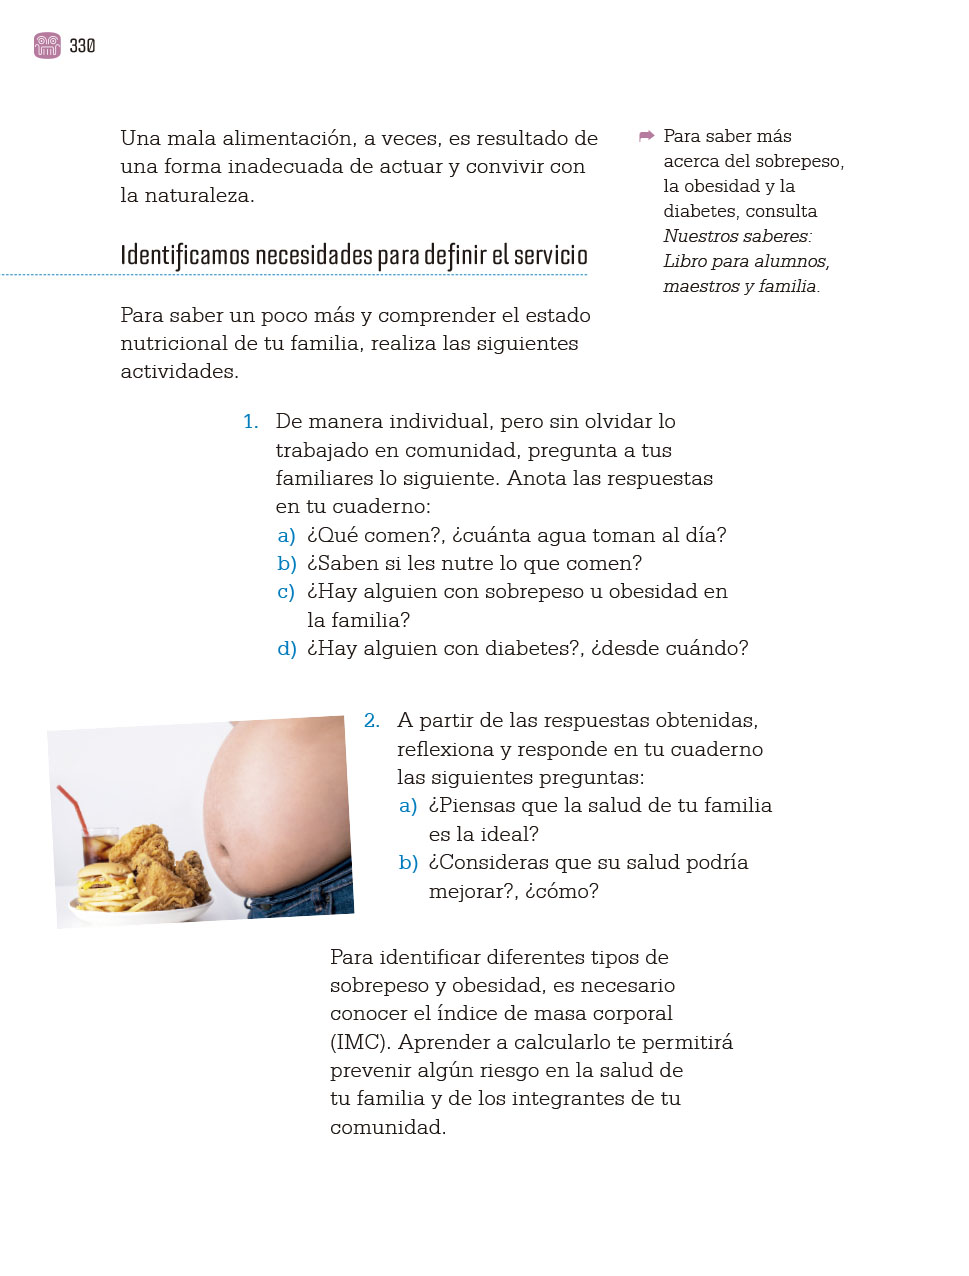 330
Una mala alimentación, a veces, es resultado de
una forma inadecuada de actuar y convivir con
la naturaleza.
Para saber más
acerca del sobrepeso,
la obesidad y la
diabetes, consulta
Nuestros saberes:
Libro para alumnos,
maestros y familia.
Identificamos necesidades para definir el servicio
Para saber un poco más y comprender el estado
nutricional de tu familia, realiza las siguientes
actividades.
1. De manera individual, pero sin olvidar lo
trabajado en comunidad, pregunta a tus
familiares lo siguiente. Anota las respuestas
en tu cuaderno:
a) ¿Qué comen?, ¿cuánta agua toman al día?
b) ¿Saben si les nutre lo que comen?
c) ¿Hay alguien con sobrepeso u obesidad en
la familia?
d) ¿Hay alguien con diabetes?, ¿desde cuándo?
2. A partir de las respuestas obtenidas,
reflexiona y responde en tu cuaderno
las siguientes preguntas:
a) ¿Piensas que la salud de tu familia
es la ideal?
b) ¿Consideras que su salud podría
mejorar?, ¿cómo?
Para identificar diferentes tipos de
sobrepeso y obesidad, es necesario
conocer el índice de masa corporal
(IMC). Aprender a calcularlo te permitirá
prevenir algún riesgo en la salud de
tu familia y de los integrantes de tu
comunidad.